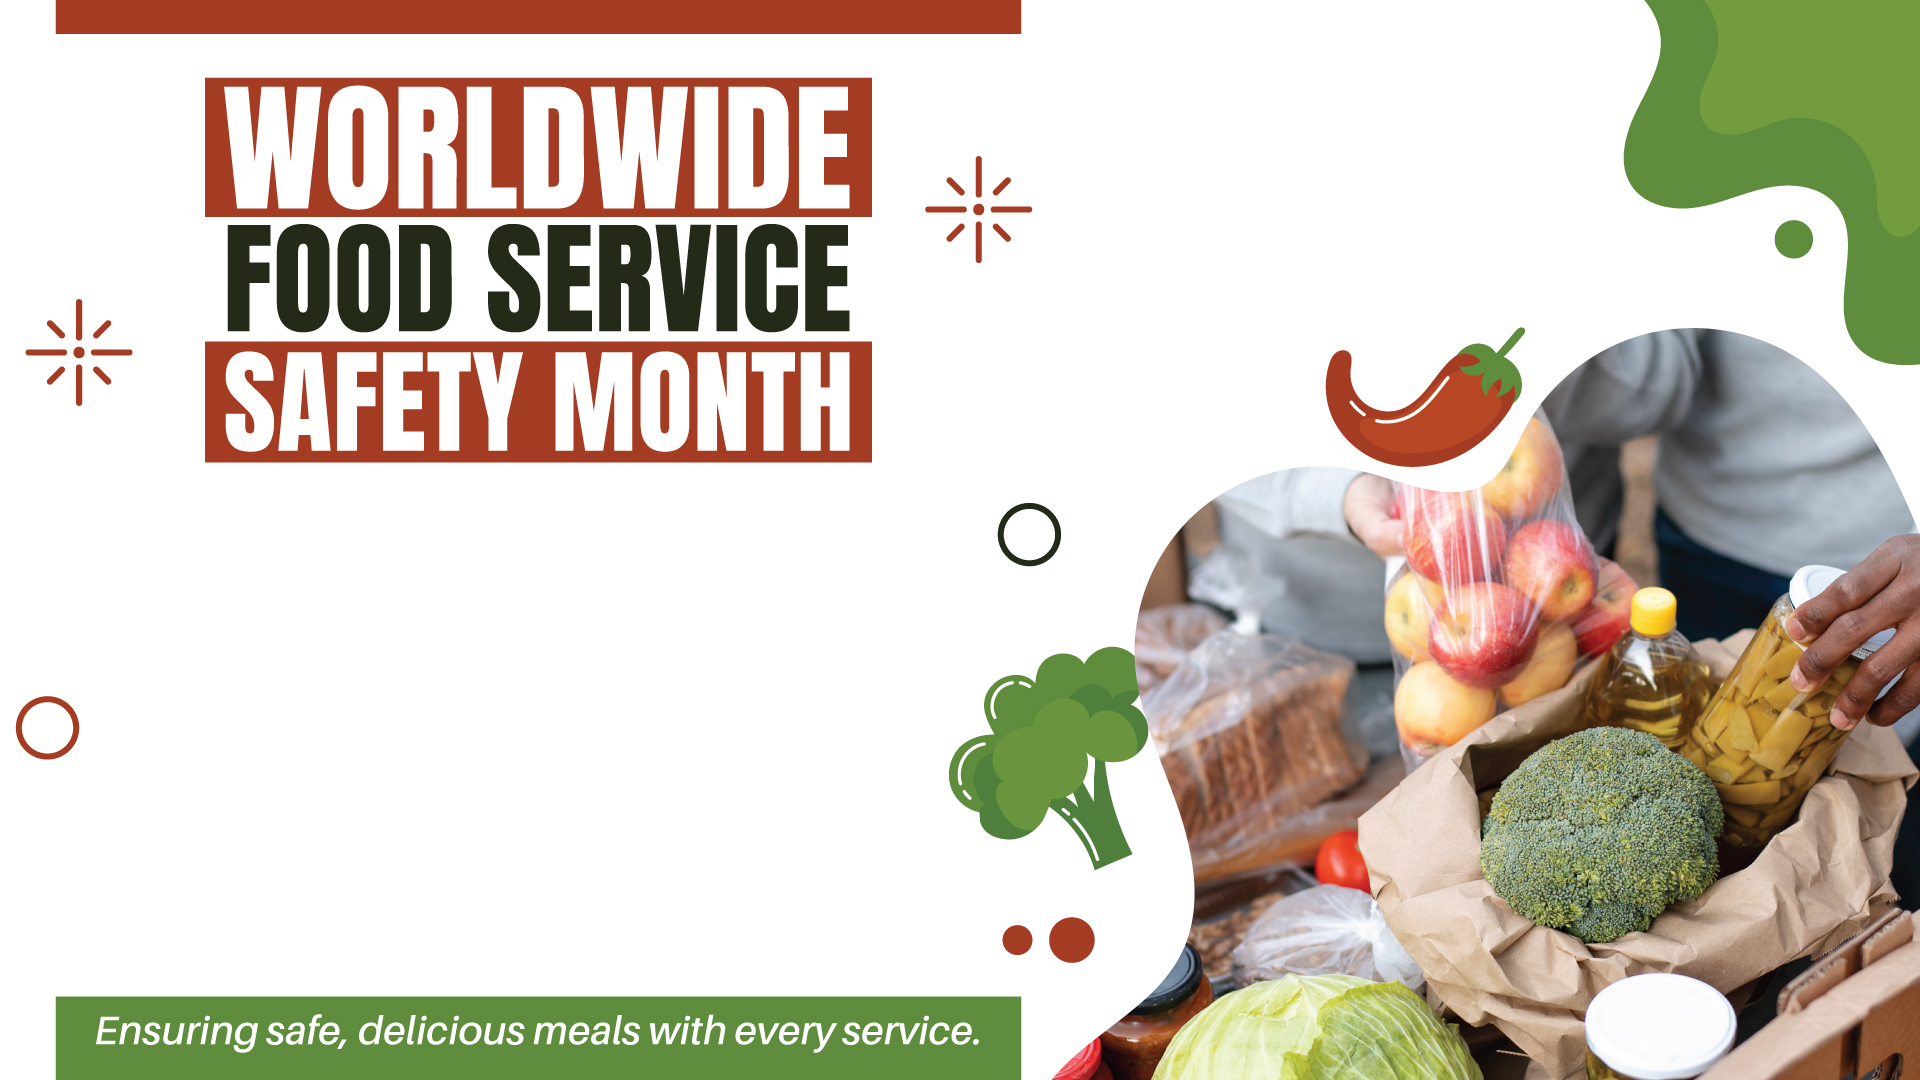 WORLDWIDE
FOOD SERVICE
SAFETY MONTH
Ensuring safe, delicious meals with every service.